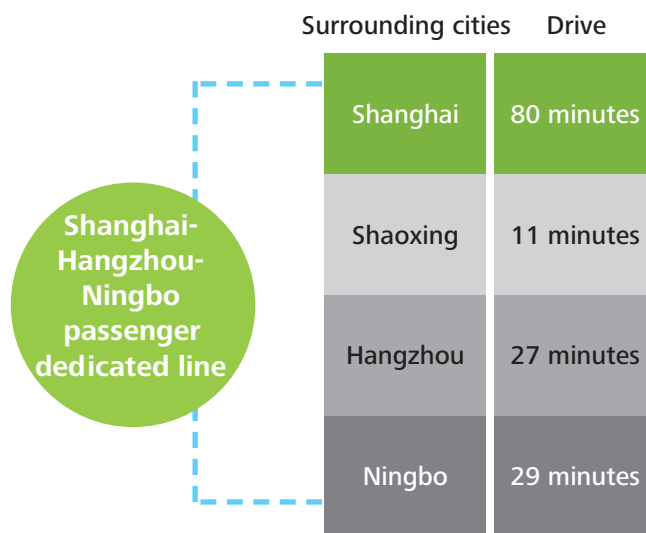 Surrounding cities Drive
Shanghai 80 minutes
Shaoxing 11 minutes
Hangzhou 27 minutes
Ningbo 29 minutes
Shanghai-
Hangzhou-
Ningbo
passenger
dedicated line